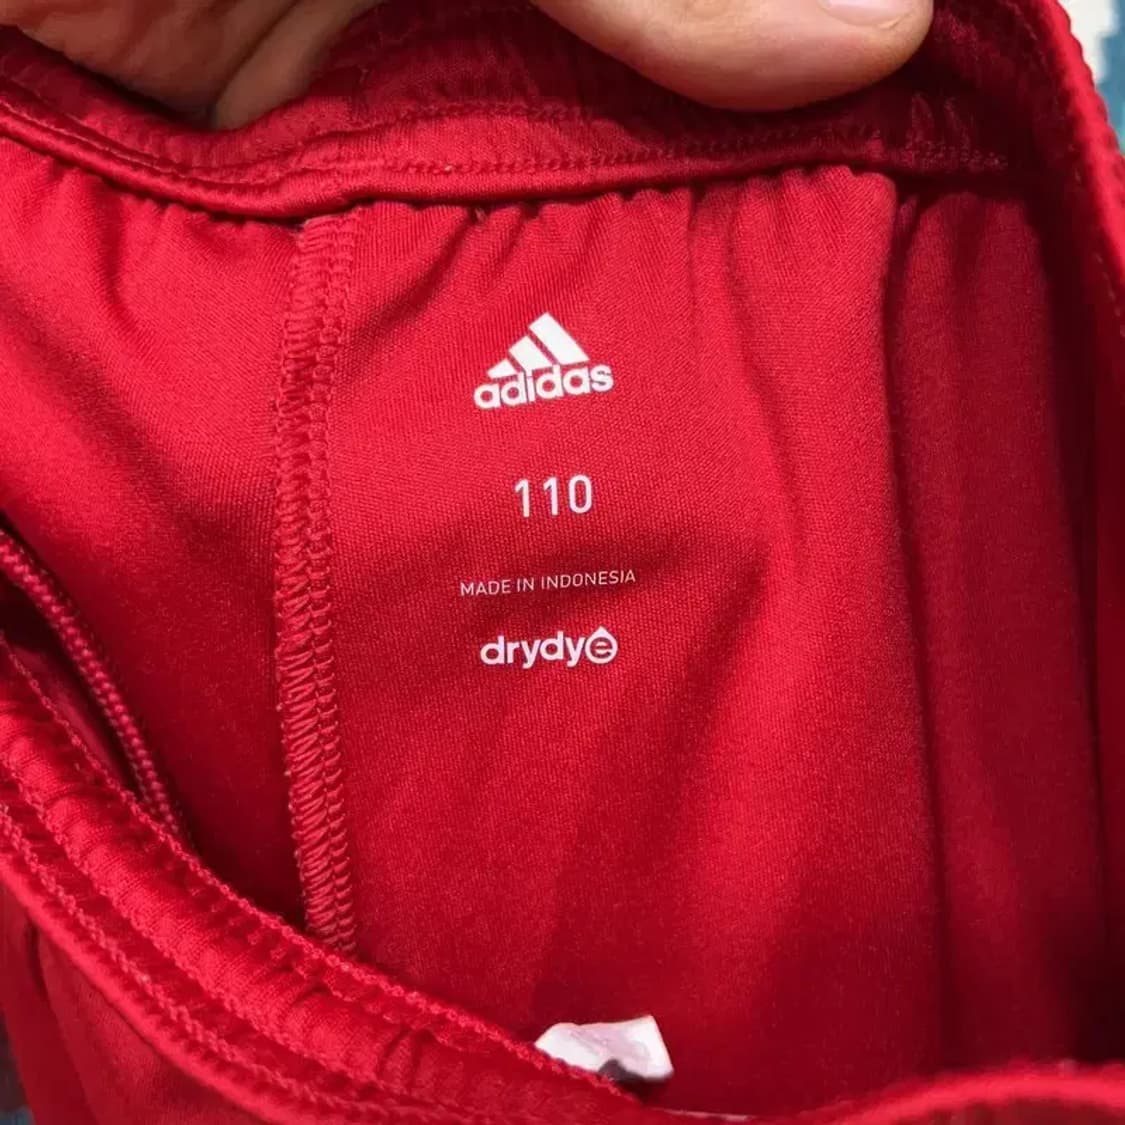 adidas
110
MADE IN INDONESIA
drydye